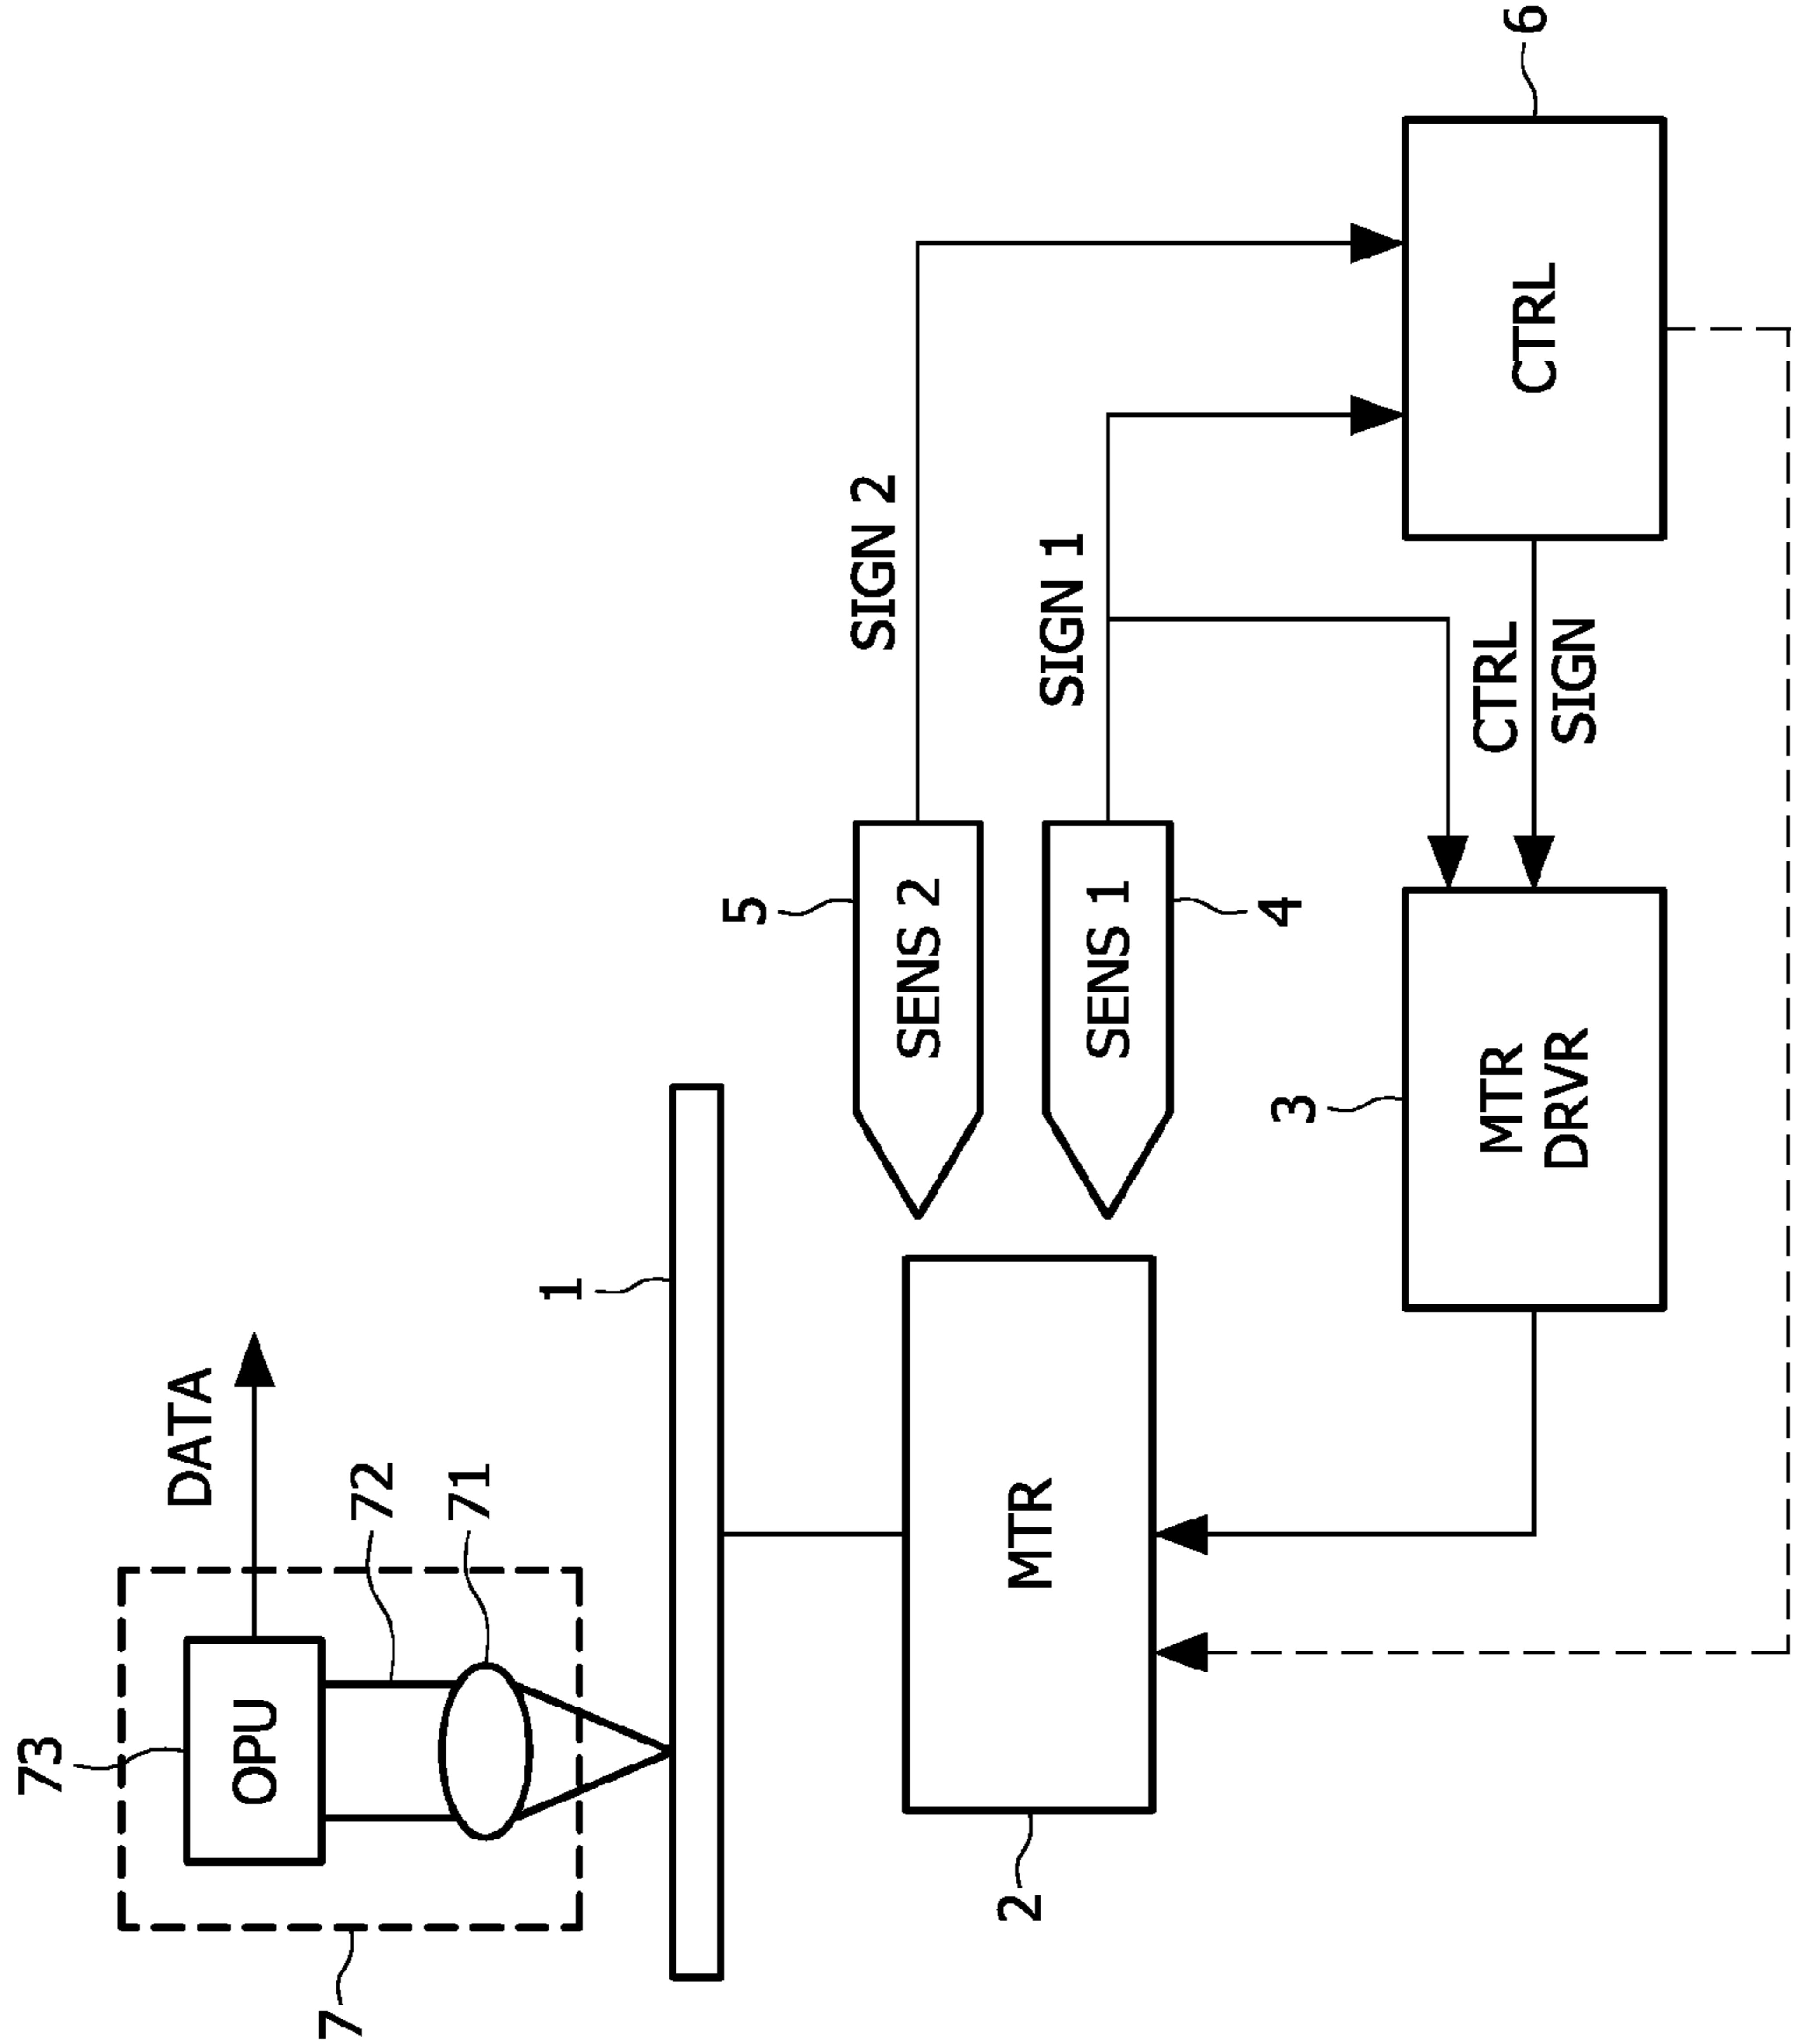 73
OPU
DATA
72
71
7
1
2
MTR
5
SENS 2
SIGN 2
SENS 1
SIGN 1
4
3
MTR
DRVR
CTRL
SIGN
CTRL
6